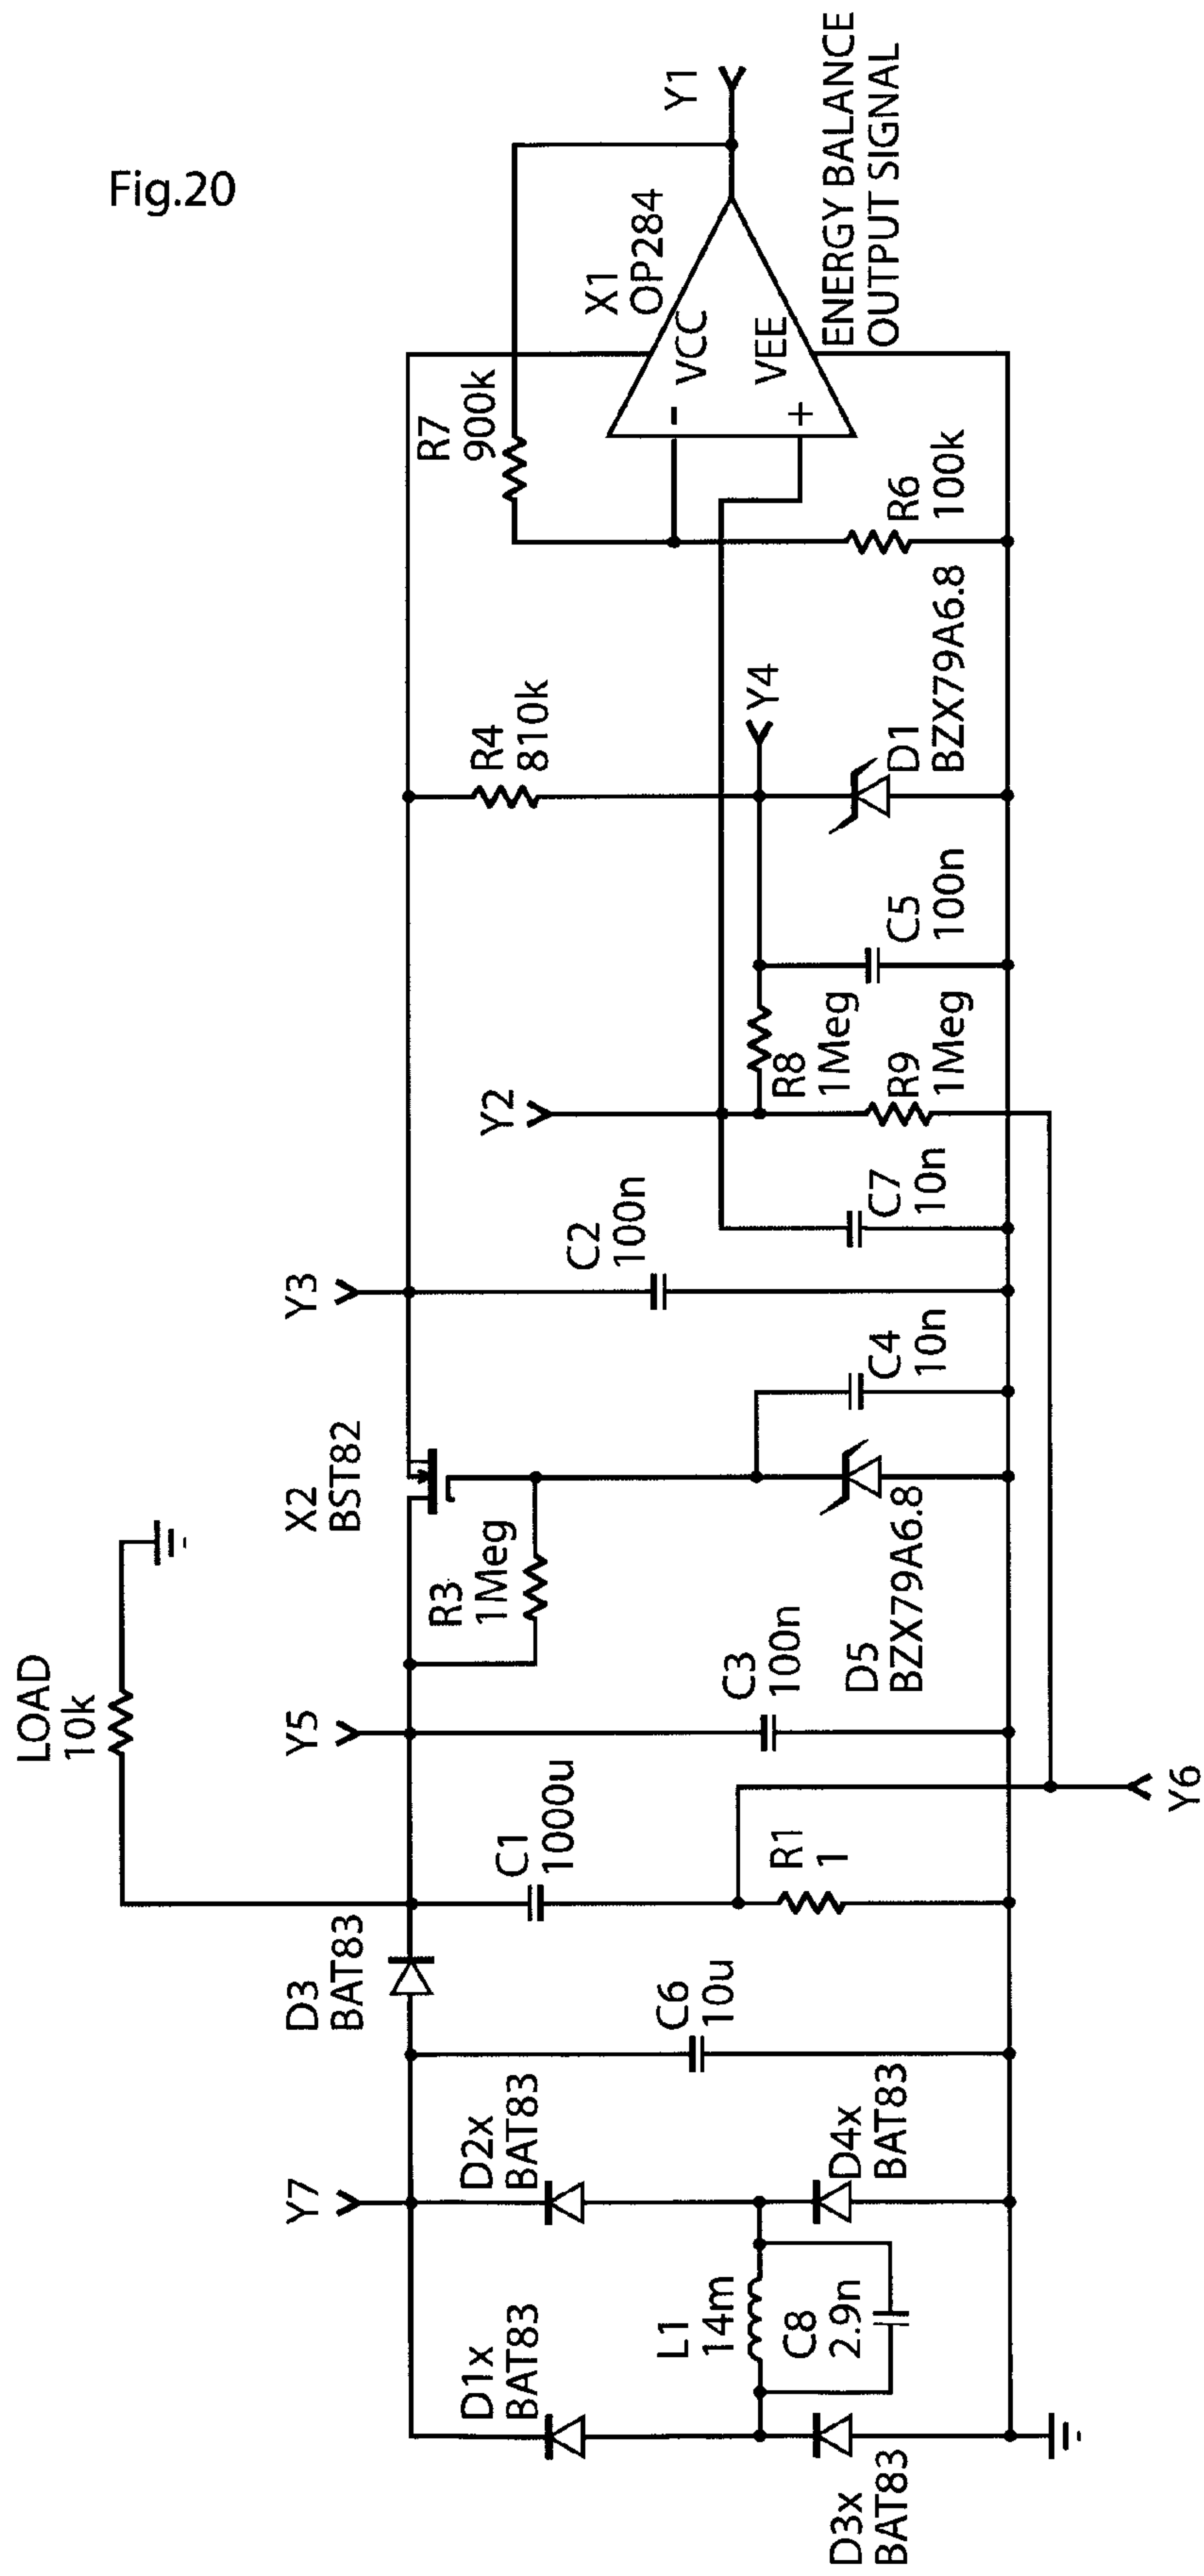 Fig.20
LOAD
10k
Y7
D1x
BAT83
D2x
BAT83
D3x
BAT83
D4x
BAT83
L1
14m
C8
2.9n
C6
10u
D3
BAT83
C1
1000u
R1
1
Y6
Y5
C3
100n
R3
1Meg
X2
BST82
D5
BZX79A6.8
C4
10n
Y3
C2
100n
C7
10n
Y2
R8
1Meg
R9
1Meg
C5
100n
R4
810k
Y4
D1
BZX79A6.8
R7
900k
R6
100k
X1
OP284
VCC
VEE
-
+
Y1
ENERGY BALANCE
OUTPUT SIGNAL